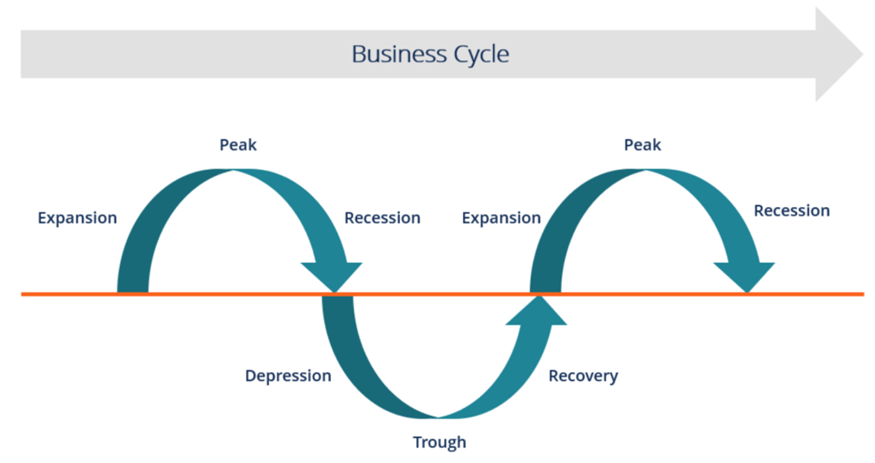 Business Cycle
Peak
Peak
Expansion
Recession
Expansion
Recession
Depression
Recovery
Trough